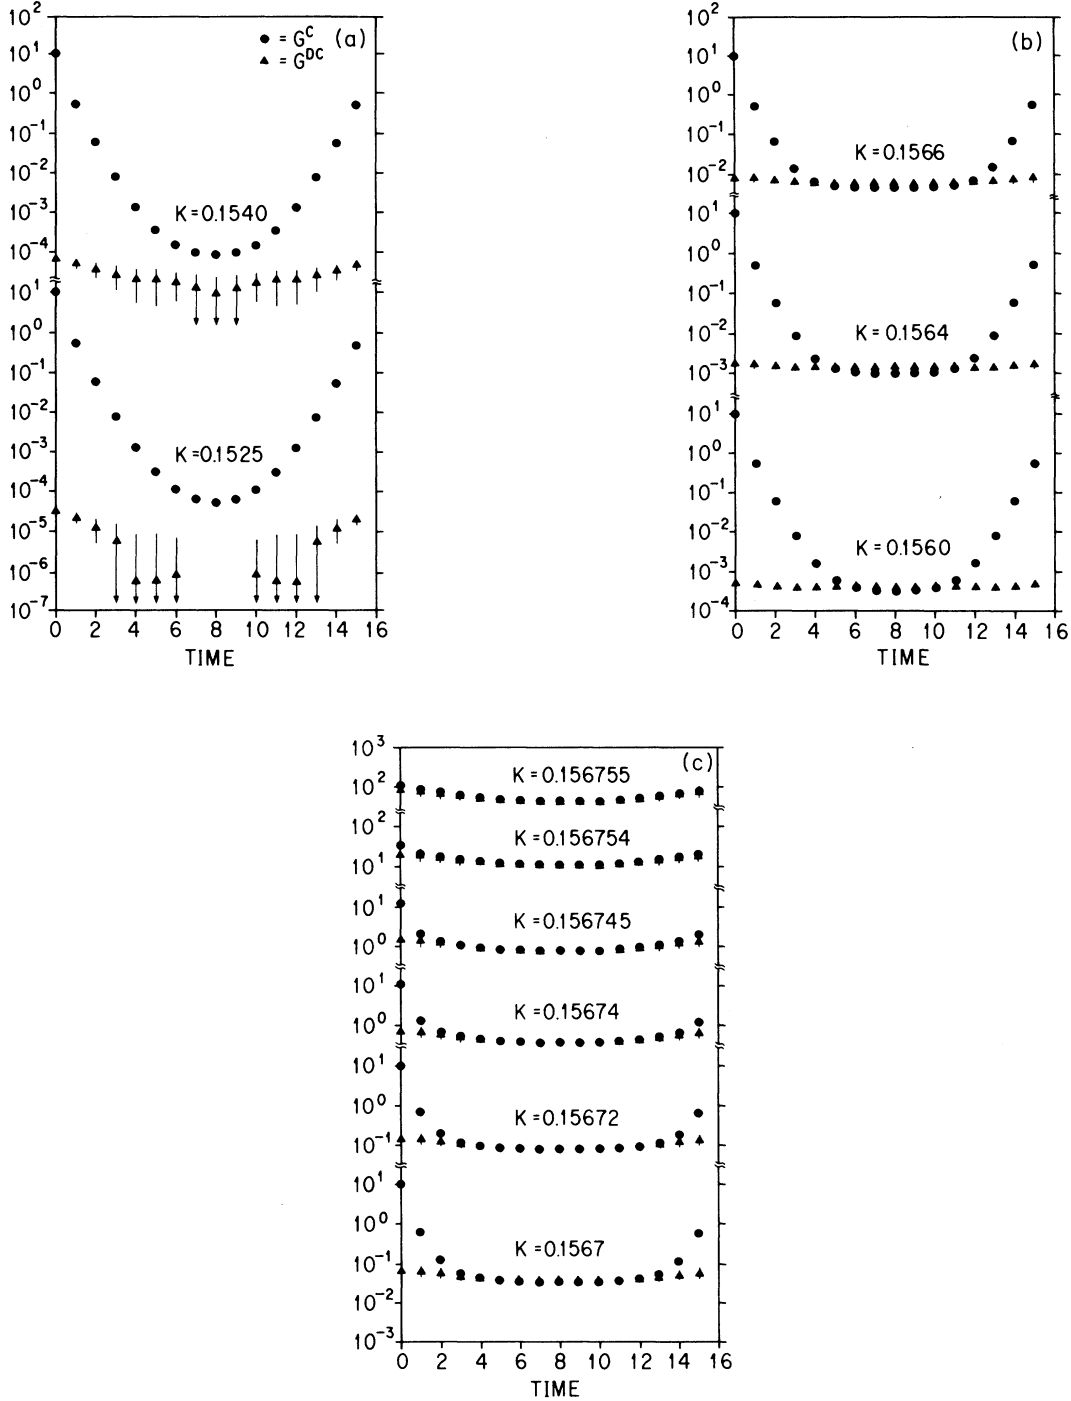 10²
10¹
10⁰
10⁻¹
10⁻²
10⁻³
10⁻⁴
10¹
10⁰
10⁻¹
10⁻²
10⁻³
10⁻⁴
10⁻⁵
10⁻⁶
10⁻⁷
● = Gᶜ (a)
▲ = Gᴰᶜ
K=0.1540
K=0.1525
0 2 4 6 8 10 12 14 16
TIME
10²
10¹
10⁰
10⁻¹
10⁻²
10¹
10⁰
10⁻¹
10⁻²
10⁻³
10¹
10⁰
10⁻¹
10⁻²
10⁻³
10⁻⁴
(b)
K=0.1566
K=0.1564
K=0.1560
0 2 4 6 8 10 12 14 16
TIME
10³
10²
10²
10¹
10¹
10⁰
10¹
10⁰
10¹
10⁰
10⁻¹
10¹
10⁰
10⁻¹
10⁻²
10⁻³
(c)
K=0.156755
K=0.156754
K=0.156745
K=0.15674
K=0.15672
K=0.1567
0 2 4 6 8 10 12 14 16
TIME